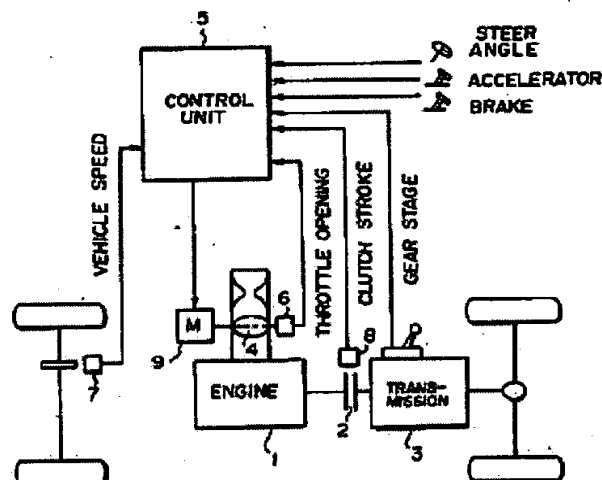 5
STEER
ANGLE
CONTROL
UNIT
ACCELERATOR
BRAKE
VEHICLE SPEED
THROTTLE OPENING
CLUTCH STROKE
GEAR STAGE
M
6
9
4
8
7
ENGINE
TRANS-
MISSION
1
2
3